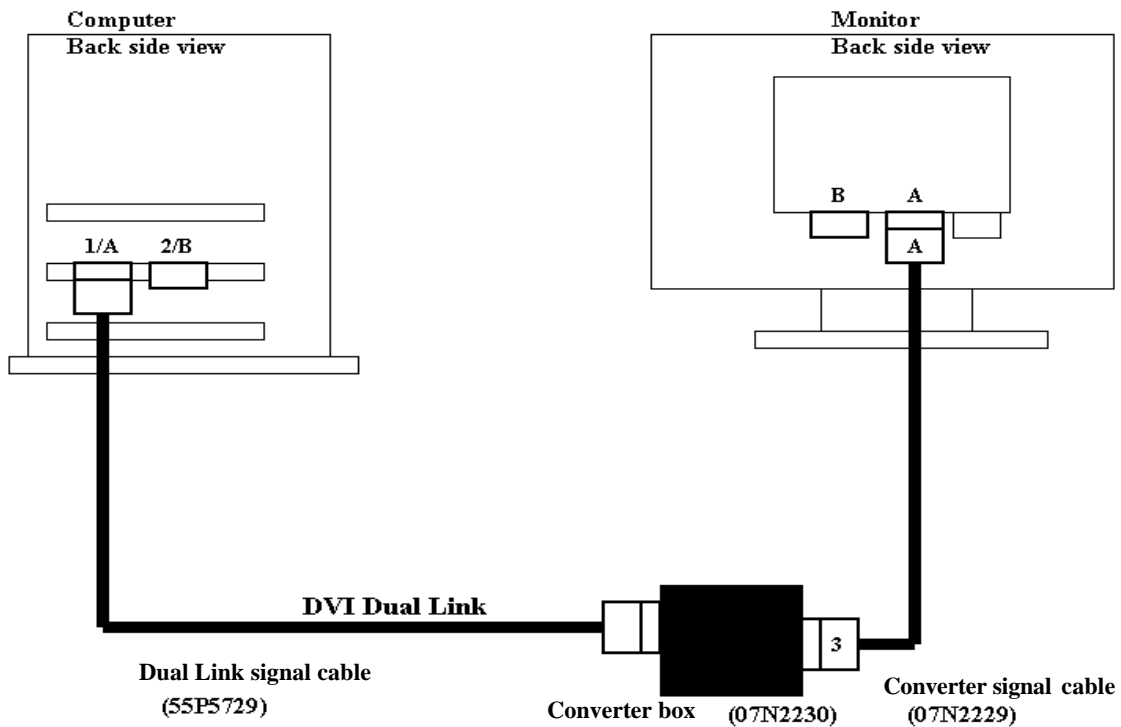 Computer
Back side view
Monitor
Back side view
B A
1/A 2/B
A
DVI Dual Link
3
Dual Link signal cable
(55P5729)
Converter box (07N2230)
Converter signal cable
(07N2229)